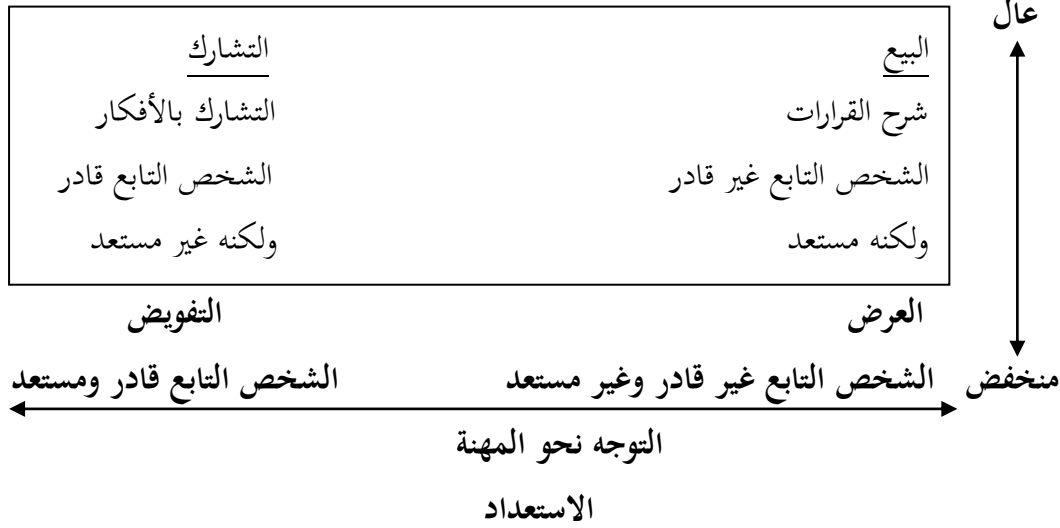 عال
البيع التشارك
شرح القرارات التشارك بالأفكار
الشخص التابع غير قادر الشخص التابع قادر
ولكنه مستعد ولكنه غير مستعد
العرض التفويض
منخفض الشخص التابع غير قادر وغير مستعد الشخص التابع قادر ومستعد
التوجه نحو المهنة
الاستعداد